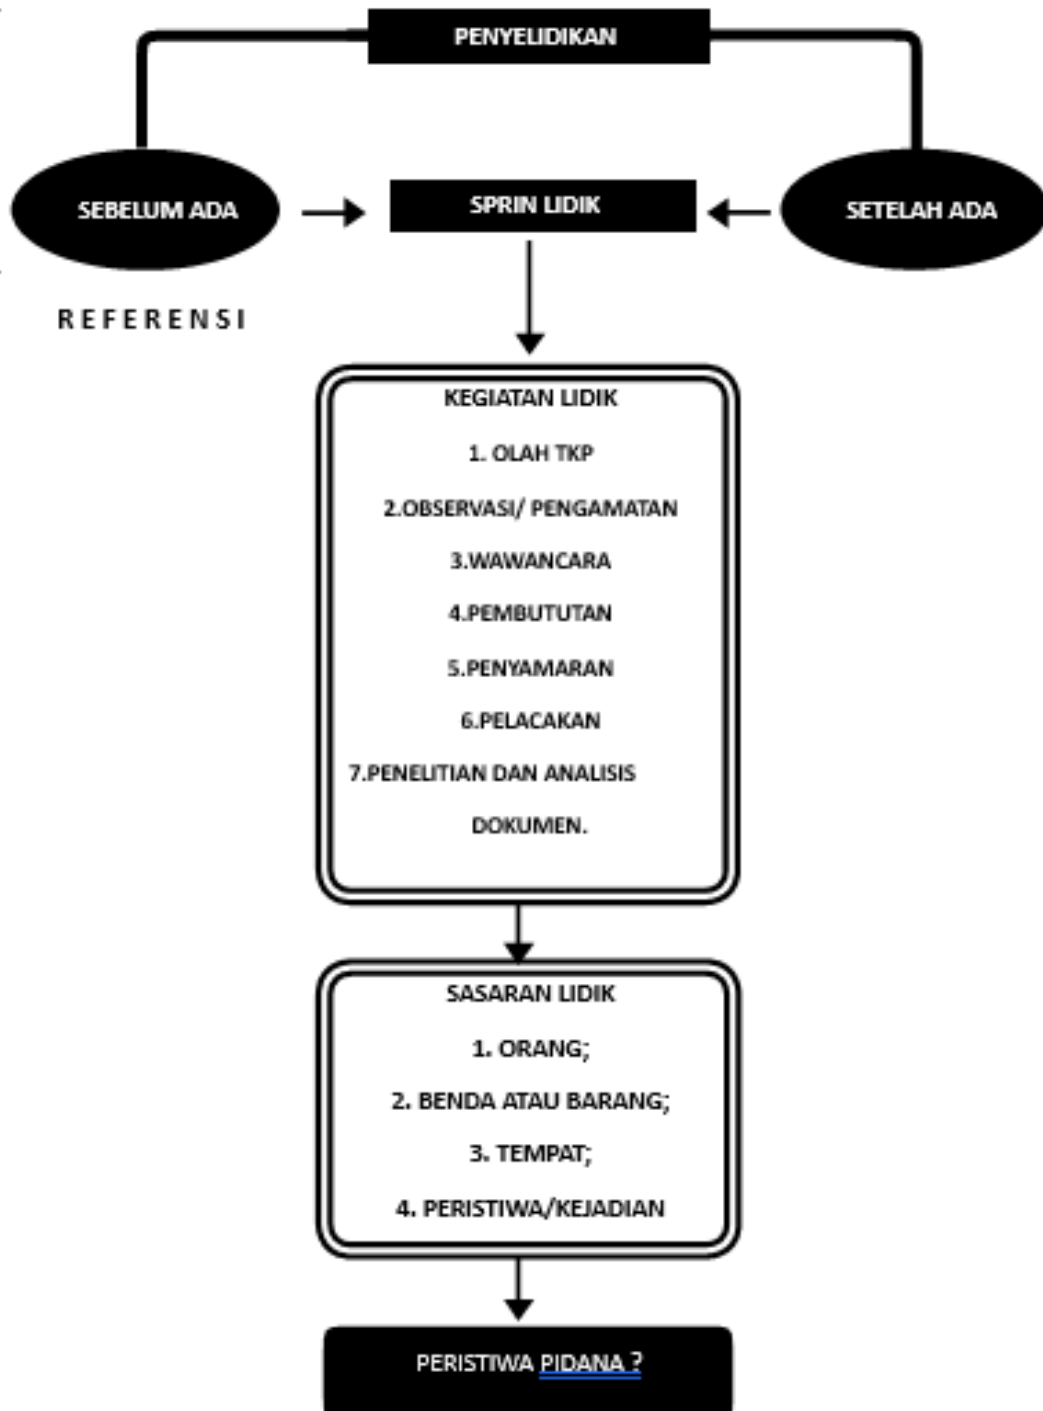 PENYELIDIKAN
SEBELUM ADA
SPRIN LIDIK
SETELAH ADA
REFERENSI
KEGIATAN LIDIK
1. OLAH TKP
2.OBSERVASI/ PENGAMATAN
3.WAWANCARA
4.PEMBUTUTAN
5.PENYAMARAN
6.PELACAKAN
7.PENELITIAN DAN ANALISIS
DOKUMEN.
SASARAN LIDIK
1. ORANG;
2. BENDA ATAU BARANG;
3. TEMPAT;
4. PERISTIWA/KEJADIAN
PERISTIWA PIDANA ?